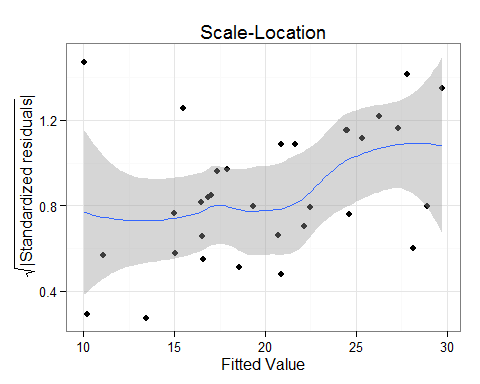 Scale-Location
√|Standardized residuals|
1.2
0.8
0.4
10 15 20 25 30
Fitted Value